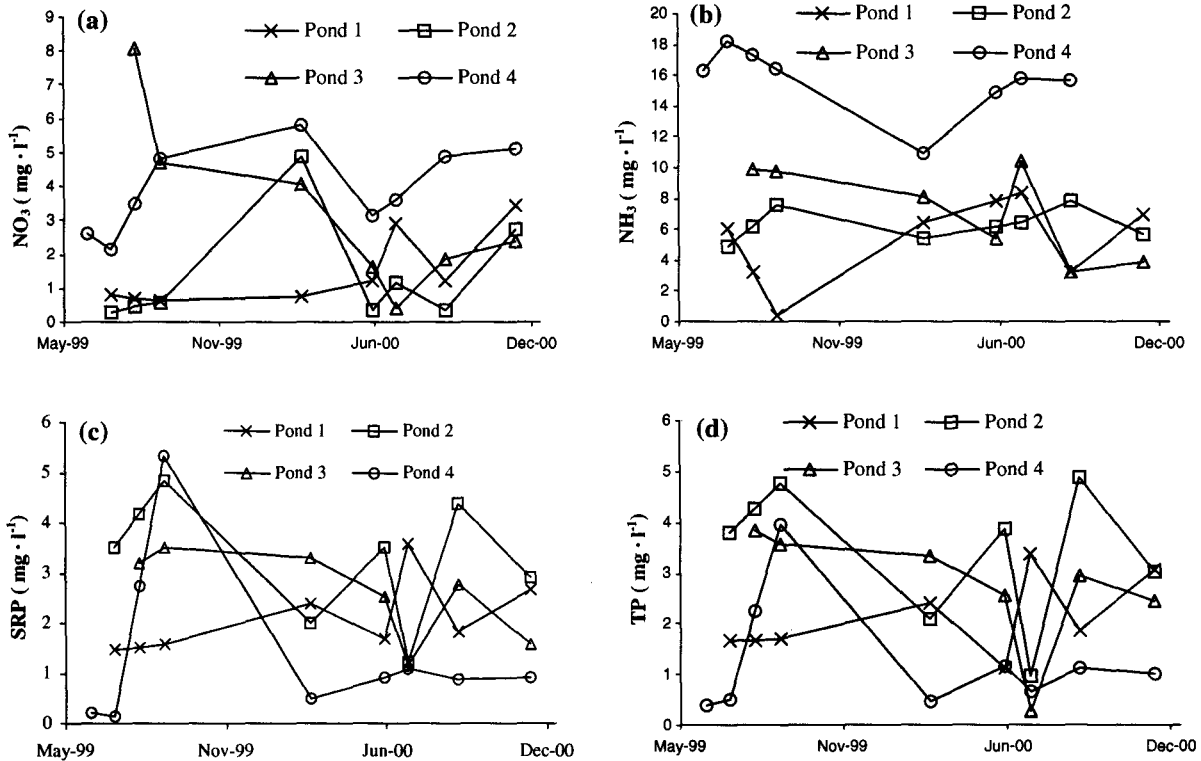 (a)
Pond 1
Pond 2
Pond 3
Pond 4
NO3 ( mg · l-1)
9
8
7
6
5
4
3
2
1
0
May-99
Nov-99
Jun-00
Dec-00
(b)
Pond 1
Pond 2
Pond 3
Pond 4
NH3 ( mg · l-1)
20
18
16
14
12
10
8
6
4
2
0
May-99
Nov-99
Jun-00
Dec-00
(c)
Pond 1
Pond 2
Pond 3
Pond 4
SRP ( mg · l-1)
6
5
4
3
2
1
0
May-99
Nov-99
Jun-00
Dec-00
(d)
Pond 1
Pond 2
Pond 3
Pond 4
TP ( mg · l-1)
6
5
4
3
2
1
0
May-99
Nov-99
Jun-00
Dec-00